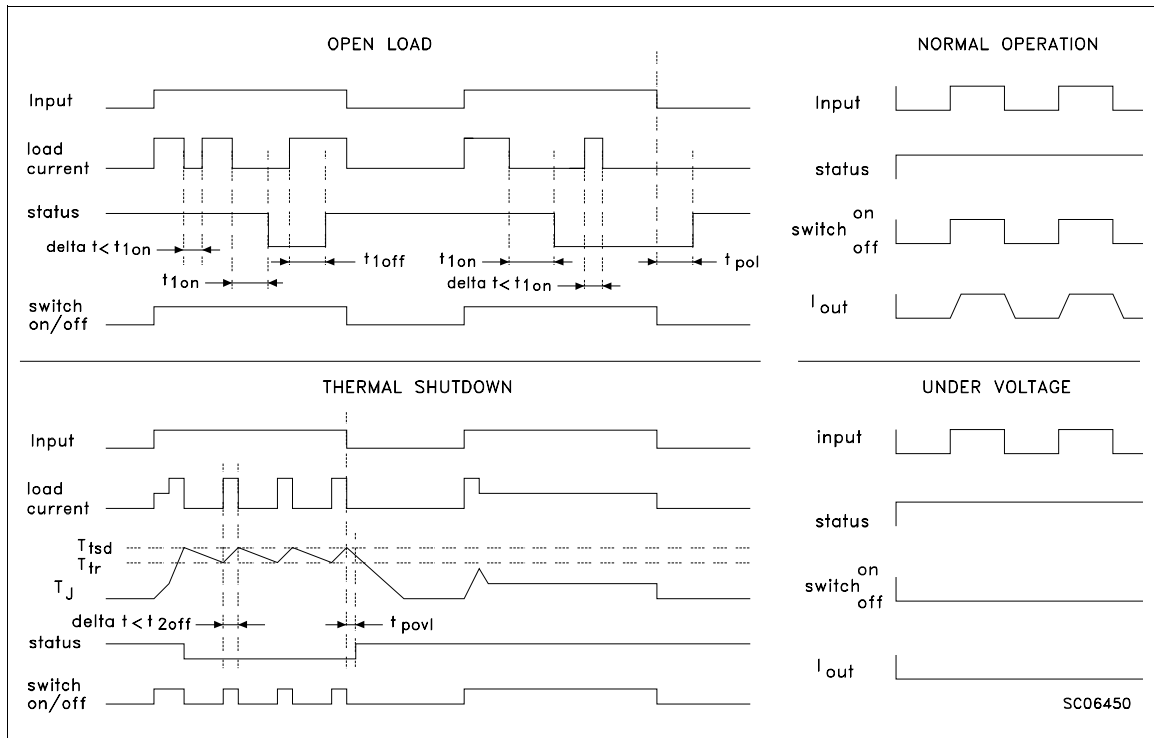 OPEN LOAD
Input
load
current
status
delta t< t1on
t1on
t1off
t1on
delta t< t1on
tpol
switch
on/off
NORMAL OPERATION
Input
status
switch on
off
Iout
THERMAL SHUTDOWN
Input
load
current
Ttsd
Ttr
TJ
delta t < t2off
tpovl
status
switch
on/off
UNDER VOLTAGE
input
status
switch on
off
Iout
SC06450